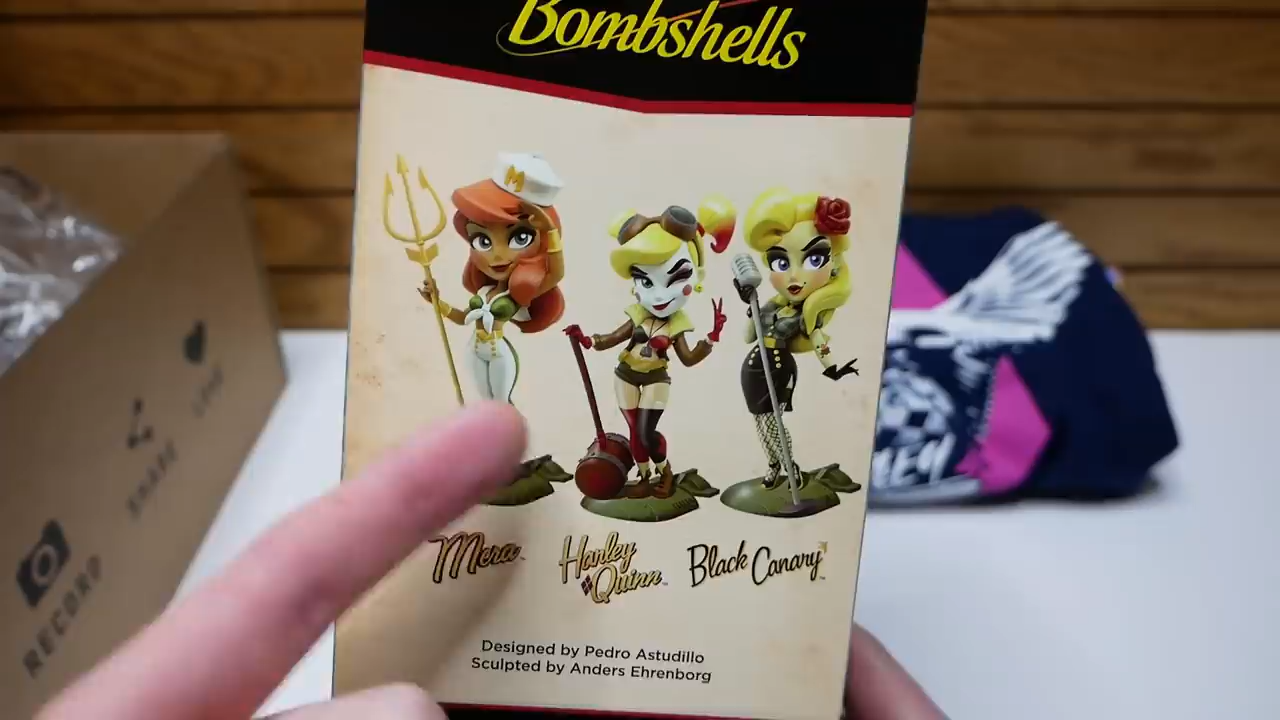 Bombshells
M
Mera
Harley
Quinn
Black Canary
Designed by Pedro Astudillo
Sculpted by Anders Ehrenborg
SHARE
RECORD